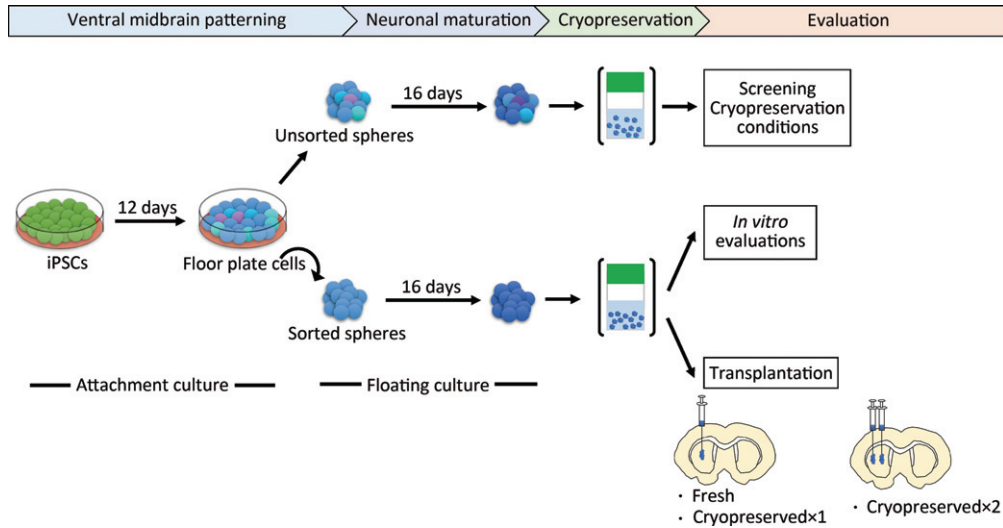 Ventral midbrain patterning
Neuronal maturation
Cryopreservation
Evaluation
16 days
Unsorted spheres
Screening
Cryopreservation
conditions
12 days
iPSCs
Floor plate cells
In vitro
evaluations
16 days
Sorted spheres
Attachment culture
Floating culture
Transplantation
· Fresh
· Cryopreserved×1
· Cryopreserved×2